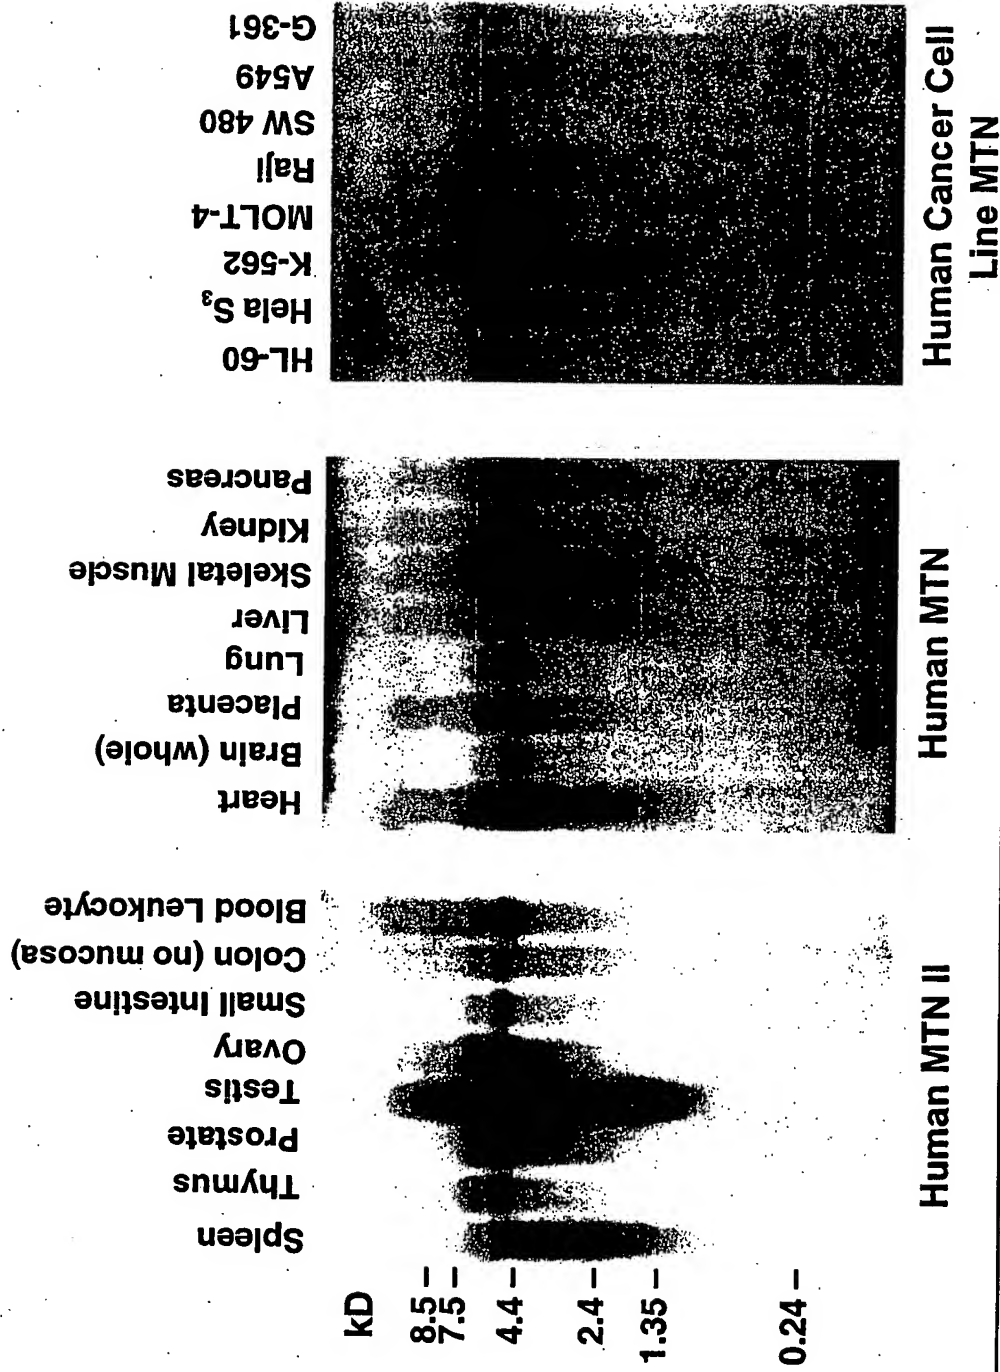 kD
8.5 –
7.5 –
4.4 –
2.4 –
1.35 –
0.24 –
Spleen
Thymus
Prostate
Testis
Ovary
Small Intestine
Colon (no mucosa)
Blood Leukocyte
Human MTN II
Heart
Brain (whole)
Placenta
Lung
Liver
Skeletal Muscle
Kidney
Pancreas
Human MTN
HL-60
Hela S₃
K-562
MOLT-4
Raji
SW 480
A549
G-361
Human Cancer Cell
Line MTN